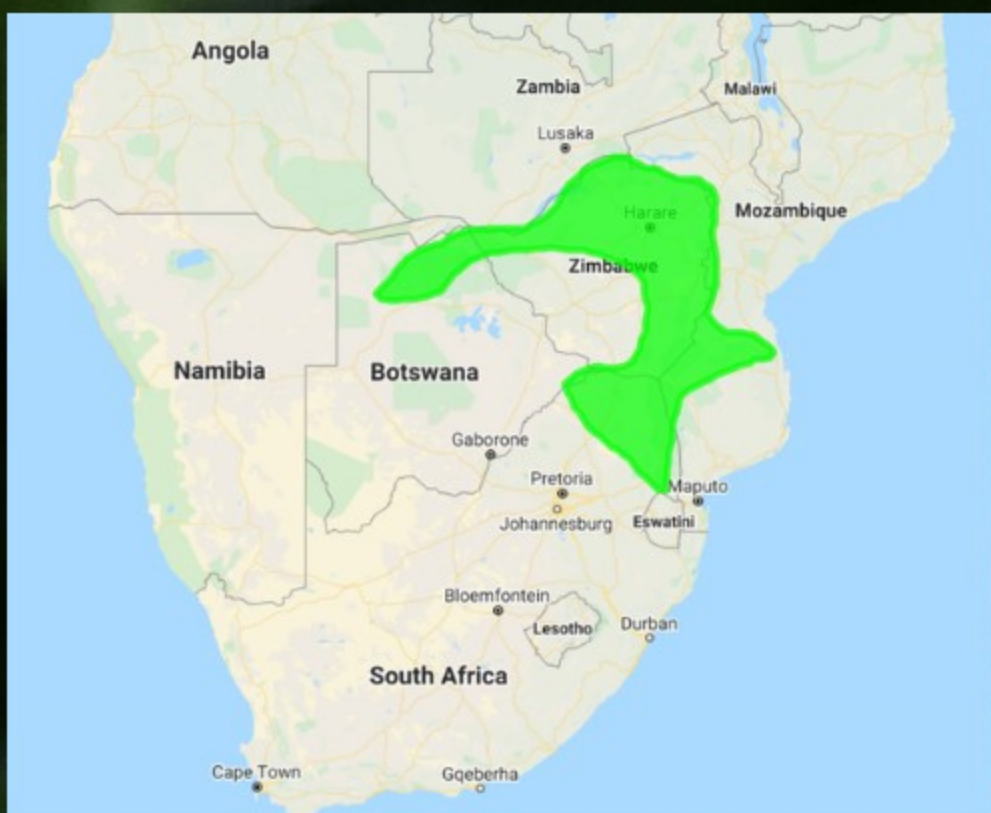 Angola
Zambia
Malawi
Lusaka
Harare
Mozambique
Zimbabwe
Namibia
Botswana
Gaborone
Pretoria
Maputo
Johannesburg
Eswatini
Bloemfontein
Lesotho
Durban
South Africa
Cape Town
Gqeberha